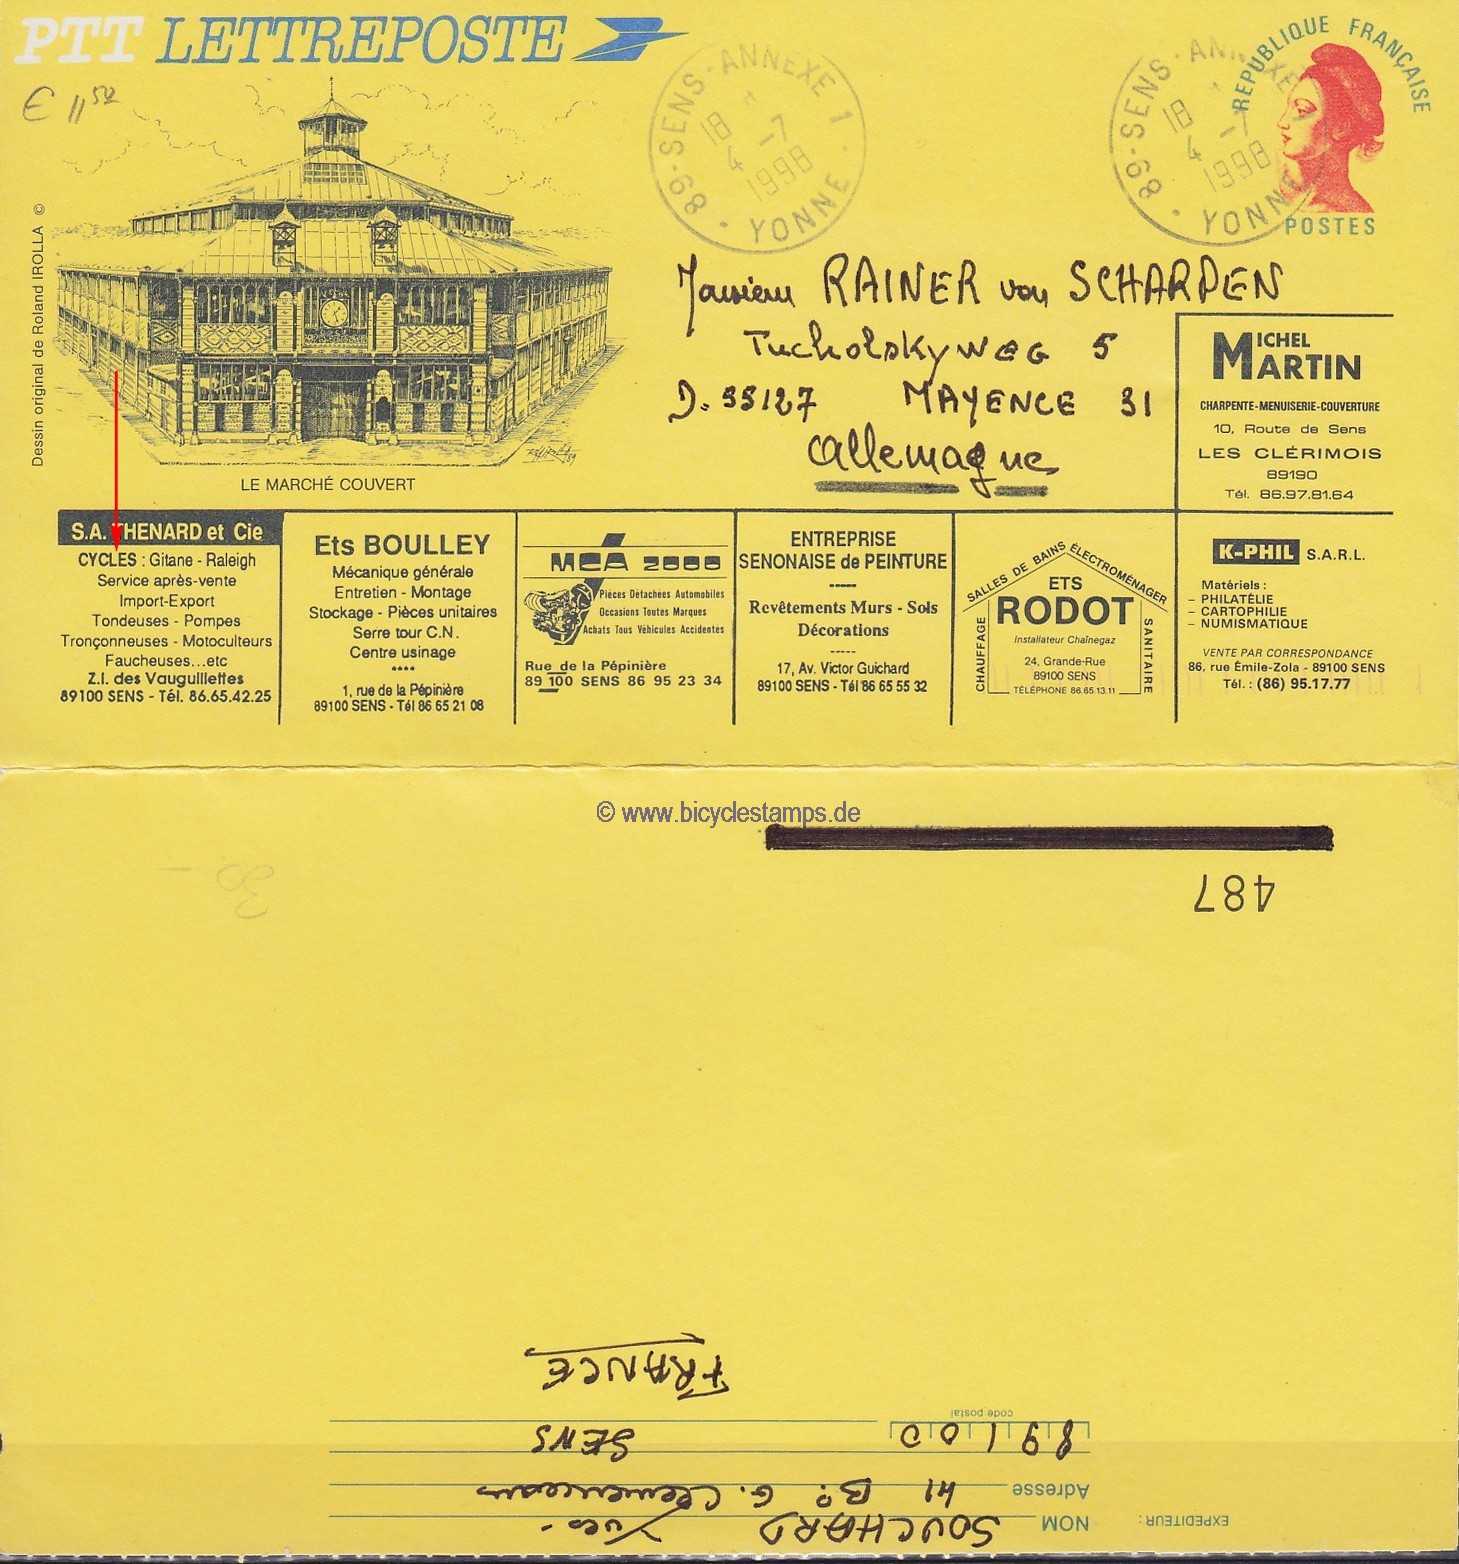 PTT LETTREPOSTE
€ 11 50
89-SENS-ANNEXE 1
18 -7
4 1998
YONNE
89-SENS-ANNEXE 1
18 -7
4 1998
YONNE
RÉPUBLIQUE FRANÇAISE
POSTES
Dessin original de Roland IROLLA ©
LE MARCHÉ COUVERT
Monsieur RAINER von SCHARPEN
Tucholskyweg 5
D. 55127 MAYENCE 31
Allemagne
MICHEL
MARTIN
CHARPENTE-MENUISERIE-COUVERTURE
10, Route de Sens
LES CLÉRIMOIS
89190
Tél. 86.97.81.64
S.A. THENARD et Cie
CYCLES : Gitane - Raleigh
Service après-vente
Import-Export
Tondeuses - Pompes
Tronçonneuses - Motoculteurs
Faucheuses...etc
Z.I. des Vauguillettes
89100 SENS - Tél. 86.65.42.25
Ets BOULLEY
Mécanique générale
Entretien - Montage
Stockage - Pièces unitaires
Serre tour C.N.
Centre usinage
****
1, rue de la Pépinière
89100 SENS - Tél 86 65 21 08
MCA 2000
Pièces Détachées Automobiles
Occasions Toutes Marques
Achats Tous Véhicules Accidentés
Rue de la Pépinière
89 100 SENS 86 95 23 34
ENTREPRISE
SENONAISE de PEINTURE
-----
Revêtements Murs - Sols
Décorations
-----
17, Av. Victor Guichard
89100 SENS - Tél 86 65 55 32
SALLES DE BAINS ÉLECTROMÉNAGER
CHAUFFAGE
SANITAIRE
ETS
RODOT
Installateur Chaînegaz
24, Grande-Rue
89100 SENS
TÉLÉPHONE 86.65.13.11
K-PHIL S.A.R.L.
Matériels :
- PHILATÉLIE
- CARTOPHILIE
- NUMISMATIQUE
VENTE PAR CORRESPONDANCE
86, rue Émile-Zola - 89100 SENS
Tél. : (86) 95.17.77
© www.bicyclestamps.de
487
30 -
EXPEDITEUR :
NOM SOUCHARD Yves -
Adresse 41 Bd G. Clemenceau
89100 SENS
code postal
FRANCE